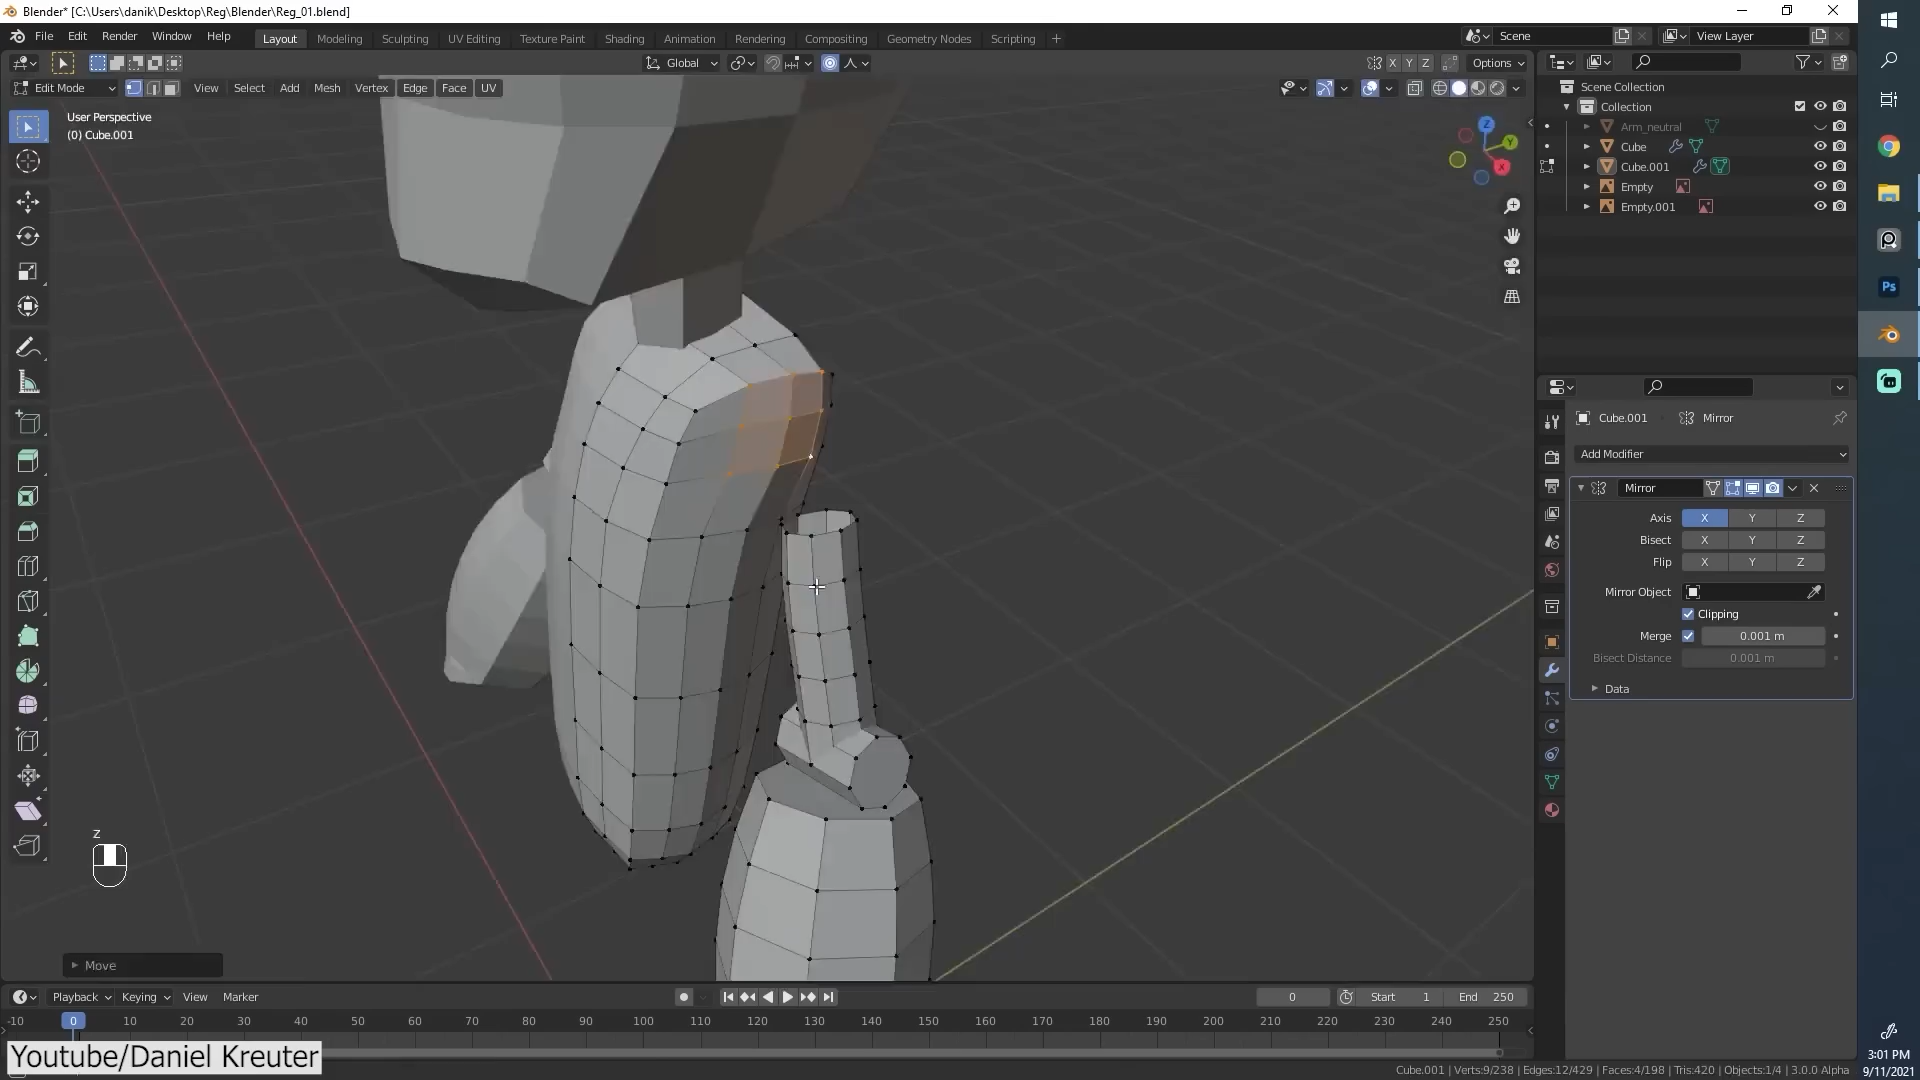 Blender* [C:\Users\danik\Desktop\Reg\Blender\Reg_01.blend]
File Edit Render Window Help Layout Modeling Sculpting UV Editing Texture Paint Shading Animation Rendering Compositing Geometry Nodes Scripting + Scene View Layer
Global X Y Z Options
Edit Mode View Select Add Mesh Vertex Edge Face UV
User Perspective
(0) Cube.001
Z
Y
X
Scene Collection
Collection
Arm_neutral
Cube
Cube.001
Empty
Empty.001
Ps
Cube.001 Mirror
Add Modifier
Mirror
Axis X Y Z
Bisect X Y Z
Flip X Y Z
Mirror Object
Clipping
Merge 0.001 m
Bisect Distance 0.001 m
Data
z
Move
Playback Keying View Marker 0 Start 1 End 250
-10 0 10 20 30 40 50 60 70 80 90 100 110 120 130 140 150 160 170 180 190 200 210 220 230 240 250
Youtube/Daniel Kreuter
Cube.001 | Verts:9/238 | Edges:12/429 | Faces:4/198 | Tris:420 | Objects:1/4 | 3.0.0 Alpha
3:01 PM
9/11/2021